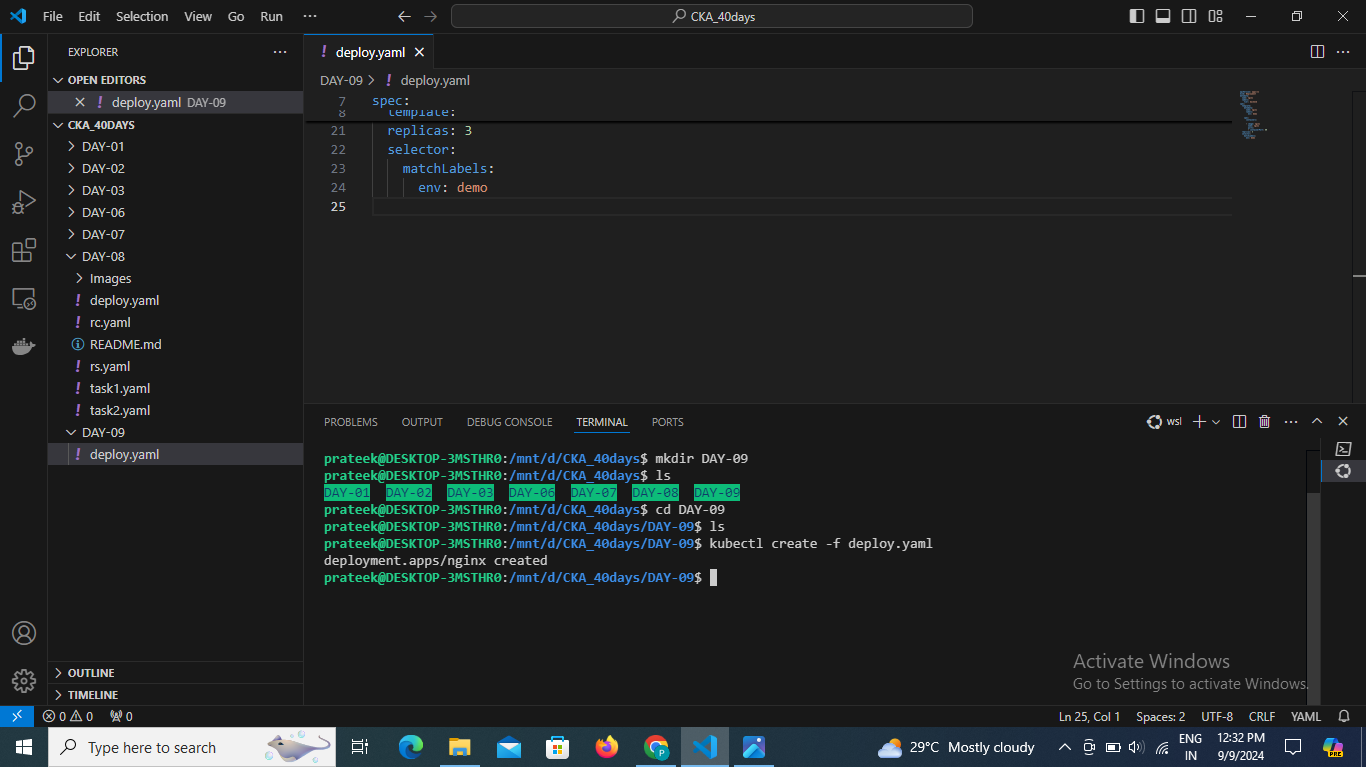 File Edit Selection View Go Run ···
CKA_40days
EXPLORER
OPEN EDITORS
deploy.yaml DAY-09
CKA_40DAYS
DAY-01
DAY-02
DAY-03
DAY-06
DAY-07
DAY-08
Images
deploy.yaml
rc.yaml
README.md
rs.yaml
task1.yaml
task2.yaml
DAY-09
deploy.yaml
OUTLINE
TIMELINE
! deploy.yaml
DAY-09 > ! deploy.yaml
7 spec:
8 template:
21 replicas: 3
22 selector:
23 matchLabels:
24 env: demo
25
PROBLEMS OUTPUT DEBUG CONSOLE TERMINAL PORTS
wsl
prateek@DESKTOP-3MSTHR0:/mnt/d/CKA_40days$ mkdir DAY-09
prateek@DESKTOP-3MSTHR0:/mnt/d/CKA_40days$ ls
DAY-01 DAY-02 DAY-03 DAY-06 DAY-07 DAY-08 DAY-09
prateek@DESKTOP-3MSTHR0:/mnt/d/CKA_40days$ cd DAY-09
prateek@DESKTOP-3MSTHR0:/mnt/d/CKA_40days/DAY-09$ ls
prateek@DESKTOP-3MSTHR0:/mnt/d/CKA_40days/DAY-09$ kubectl create -f deploy.yaml
deployment.apps/nginx created
prateek@DESKTOP-3MSTHR0:/mnt/d/CKA_40days/DAY-09$
Activate Windows
Go to Settings to activate Windows.
0 0 0
Ln 25, Col 1 Spaces: 2 UTF-8 CRLF YAML
Type here to search
29°C Mostly cloudy
ENG
IN
12:32 PM
9/9/2024
PRE